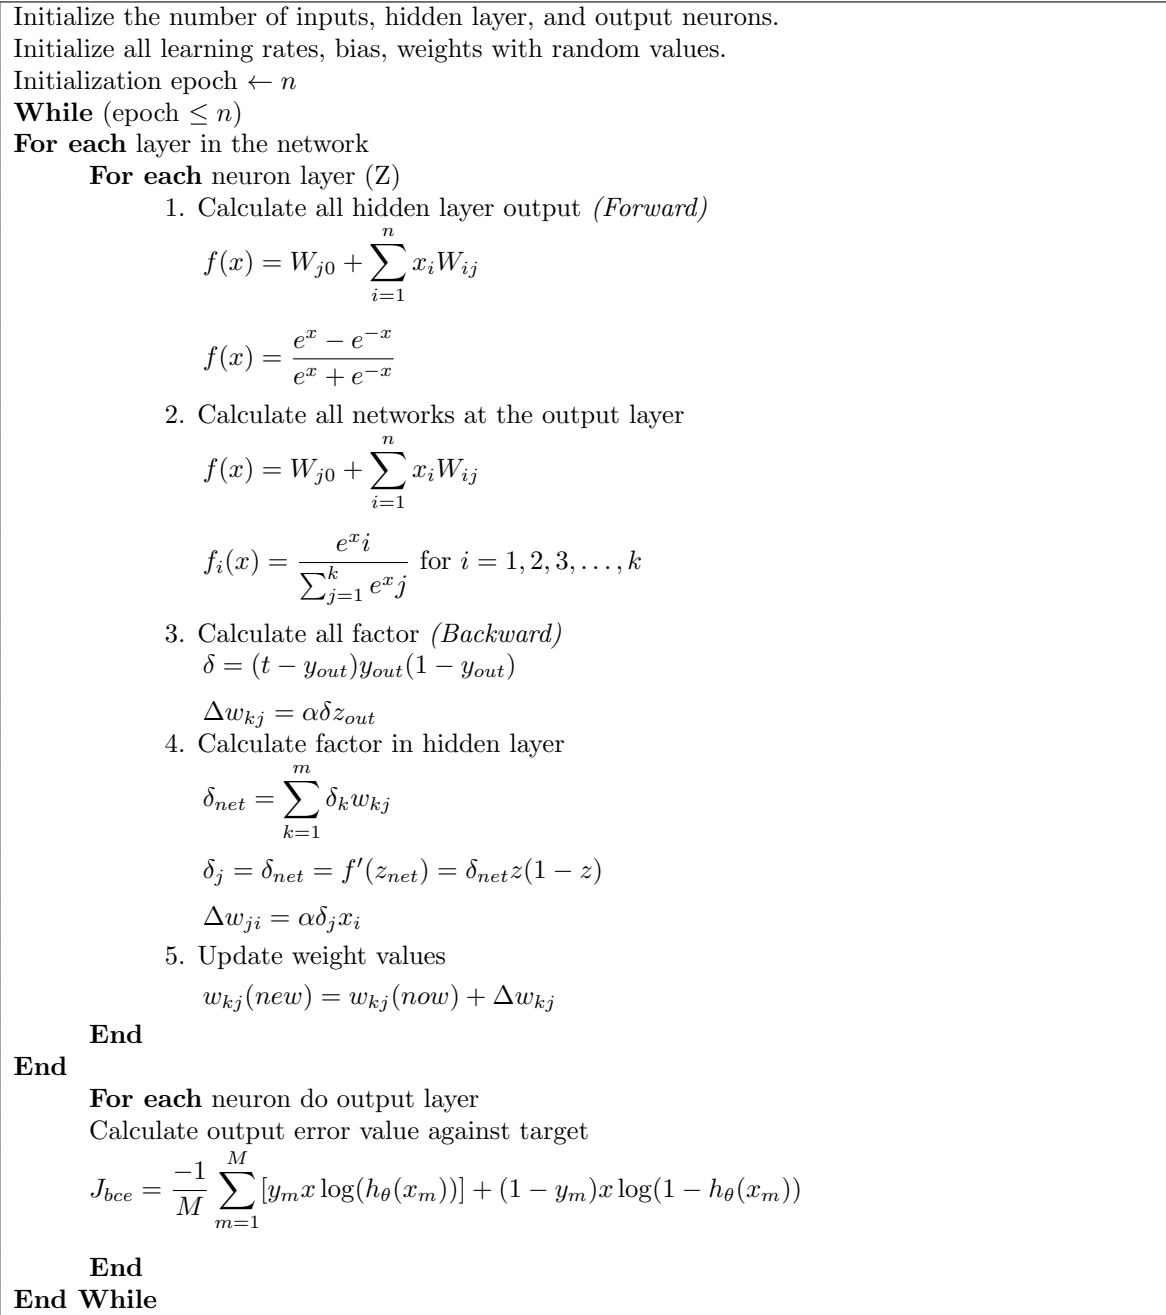 Initialize the number of inputs, hidden layer, and output neurons.
Initialize all learning rates, bias, weights with random values.
Initialization epoch ← n
While (epoch ≤ n)
For each layer in the network
For each neuron layer (Z)
1. Calculate all hidden layer output (Forward)
f(x) = W_{j0} + \sum_{i=1}^{n} x_i W_{ij}
f(x) = \frac{e^x - e^{-x}}{e^x + e^{-x}}
2. Calculate all networks at the output layer
f(x) = W_{j0} + \sum_{i=1}^{n} x_i W_{ij}
f_i(x) = \frac{e^x i}{\sum_{j=1}^{k} e^x j} for i = 1, 2, 3, . . . , k
3. Calculate all factor (Backward)
δ = (t − y_{out})y_{out}(1 − y_{out})
Δw_{kj} = αδz_{out}
4. Calculate factor in hidden layer
δ_{net} = \sum_{k=1}^{m} δ_k w_{kj}
δ_j = δ_{net} = f′(z_{net}) = δ_{net}z(1 − z)
Δw_{ji} = αδ_j x_i
5. Update weight values
w_{kj}(new) = w_{kj}(now) + Δw_{kj}
End
End
For each neuron do output layer
Calculate output error value against target
J_{bce} = \frac{-1}{M} \sum_{m=1}^{M} [y_m x log(h_θ(x_m))] + (1 − y_m)x log(1 − h_θ(x_m))
End
End While